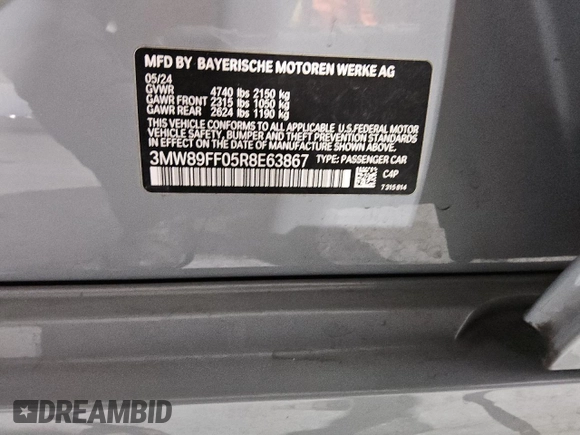 MFD BY BAYERISCHE MOTOREN WERKE AG
05/24
GVWR 4740 lbs 2150 kg
GAWR FRONT 2315 lbs 1050 kg
GAWR REAR 2624 lbs 1190 kg
THIS VEHICLE CONFORMS TO ALL APPLICABLE U.S.FEDERAL MOTOR
VEHICLE SAFETY, BUMPER AND THEFT PREVENTION STANDARDS
IN EFFECT ON THE DATE OF MANUFACTURE SHOWN ABOVE.
3MW89FF05R8E63867 TYPE: PASSENGER CAR
C4P
7 315 814
DREAMBID